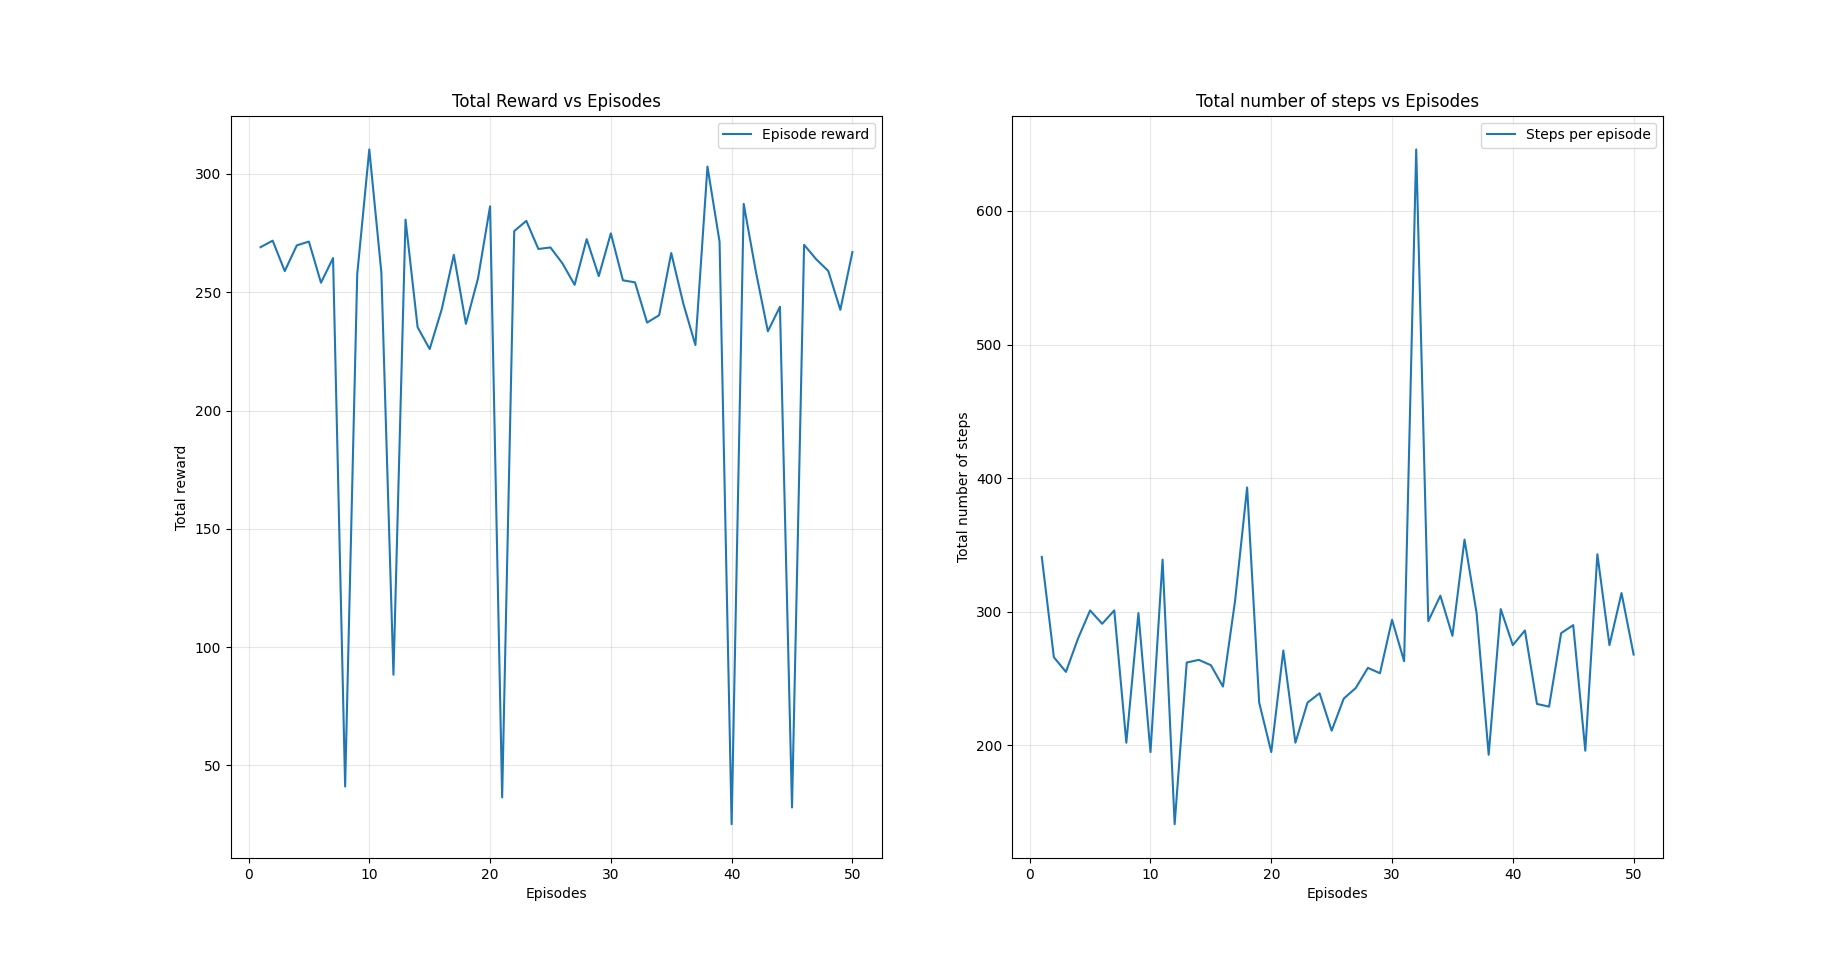 Total Reward vs Episodes
Episode reward
300
250
200
150
100
50
Total reward
0 10 20 30 40 50
Episodes
Total number of steps vs Episodes
Steps per episode
600
500
400
300
200
Total number of steps
0 10 20 30 40 50
Episodes